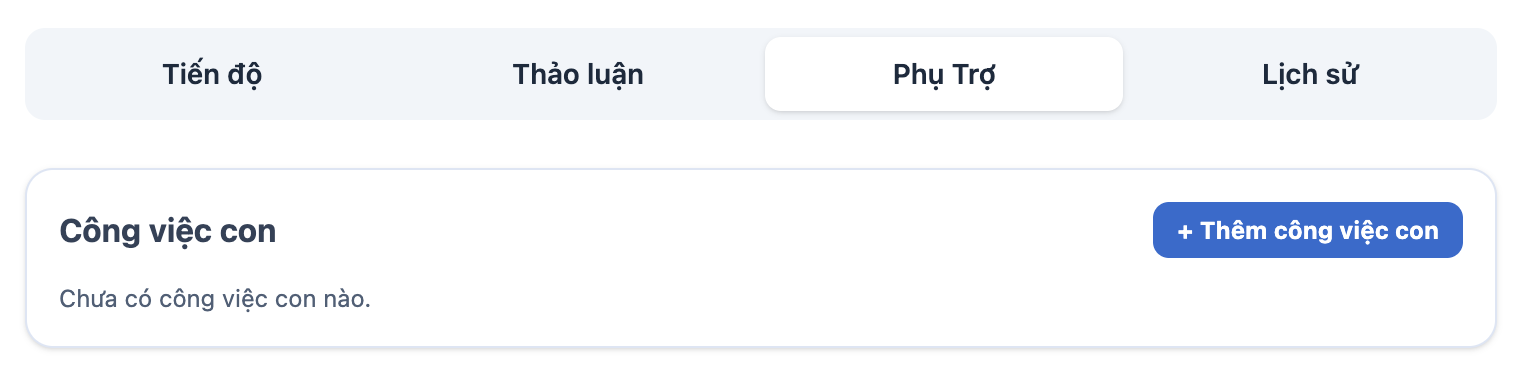 Tiến độ
Thảo luận
Phụ Trợ
Lịch sử
Công việc con
+ Thêm công việc con
Chưa có công việc con nào.